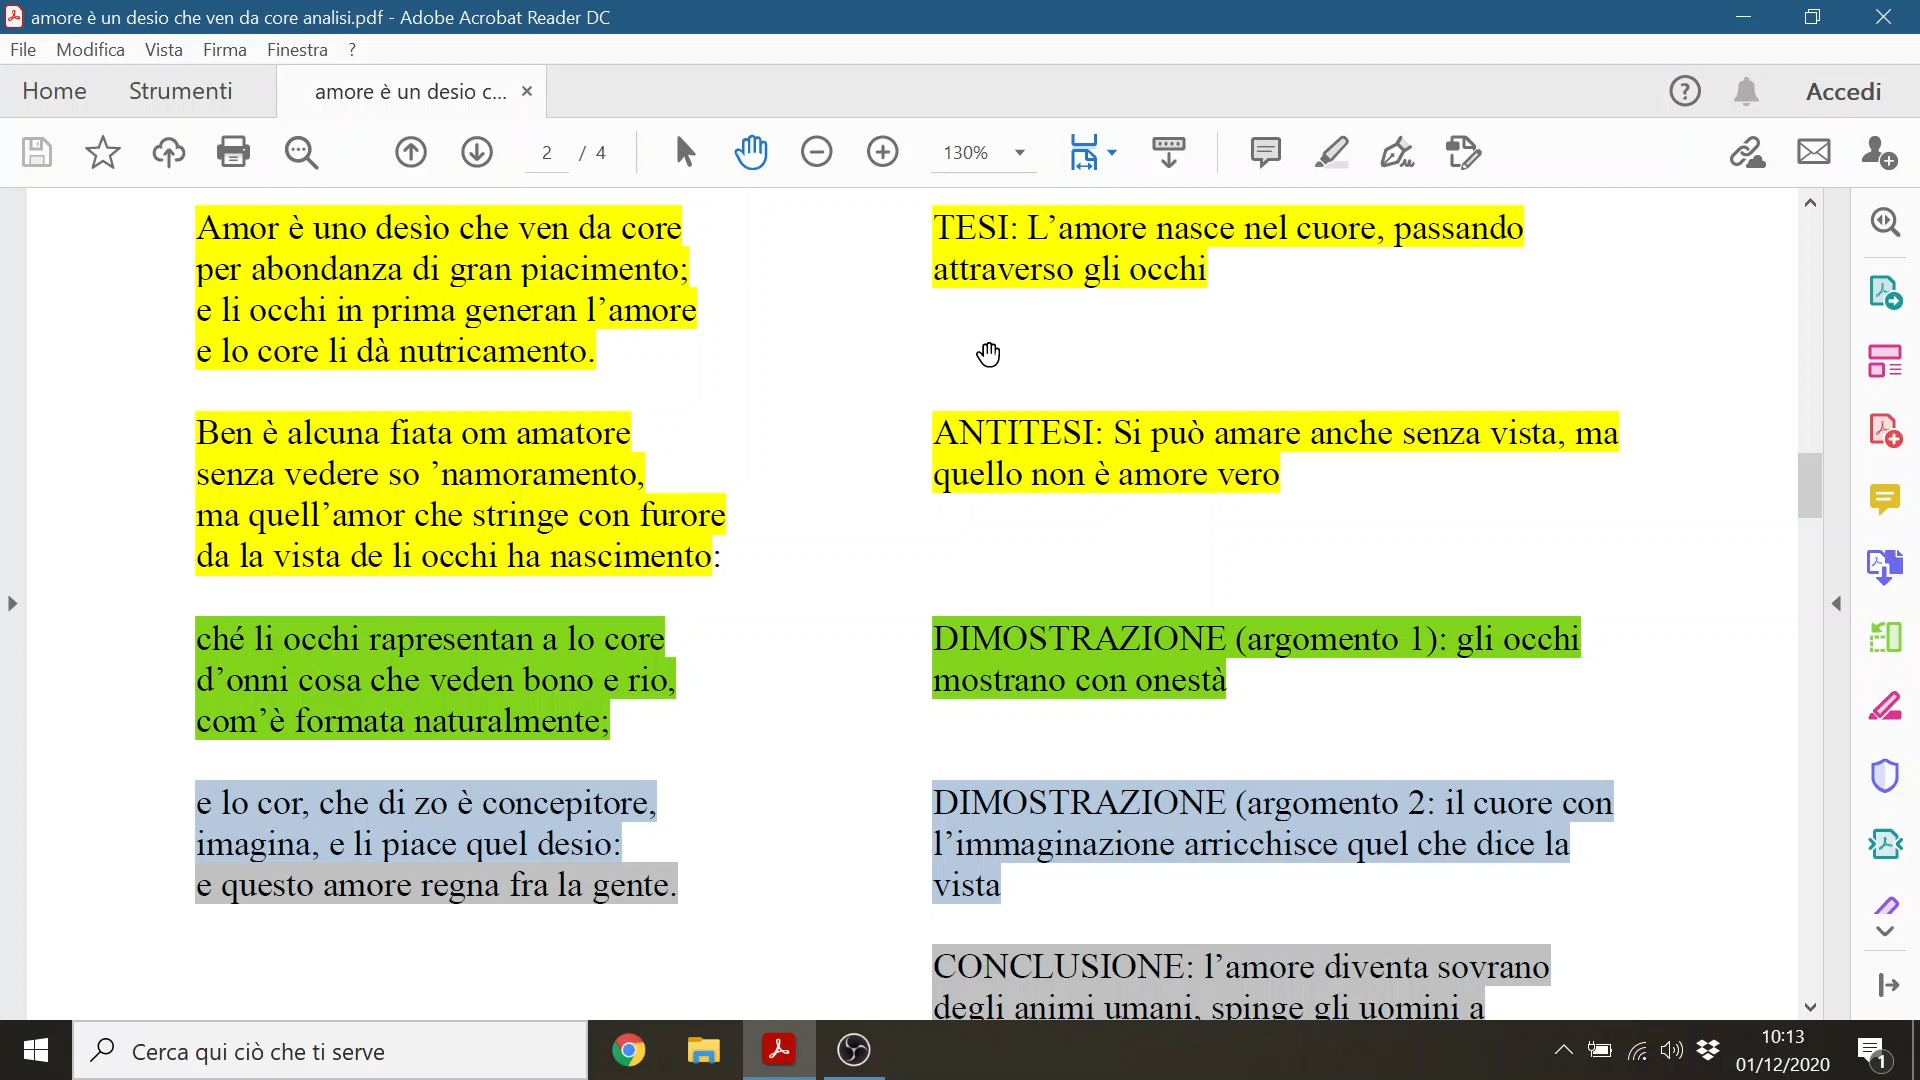 amore è un desio che ven da core analisi.pdf - Adobe Acrobat Reader DC
File Modifica Vista Firma Finestra ?
Home Strumenti amore è un desio c... × Accedi
2 / 4 130%
Amor è uno desìo che ven da core
per abondanza di gran piacimento;
e li occhi in prima generan l’amore
e lo core li dà nutricamento.
Ben è alcuna fiata om amatore
senza vedere so ’namoramento,
ma quell’amor che stringe con furore
da la vista de li occhi ha nascimento:
ché li occhi rapresentan a lo core
d’onni cosa che veden bono e rio,
com’è formata naturalmente;
e lo cor, che di zo è concepitore,
imagina, e li piace quel desio:
e questo amore regna fra la gente.
TESI: L’amore nasce nel cuore, passando
attraverso gli occhi
ANTITESI: Si può amare anche senza vista, ma
quello non è amore vero
DIMOSTRAZIONE (argomento 1): gli occhi
mostrano con onestà
DIMOSTRAZIONE (argomento 2: il cuore con
l’immaginazione arricchisce quel che dice la
vista
CONCLUSIONE: l’amore diventa sovrano
degli animi umani, spinge gli uomini a
Cerca qui ciò che ti serve
10:13
01/12/2020
1